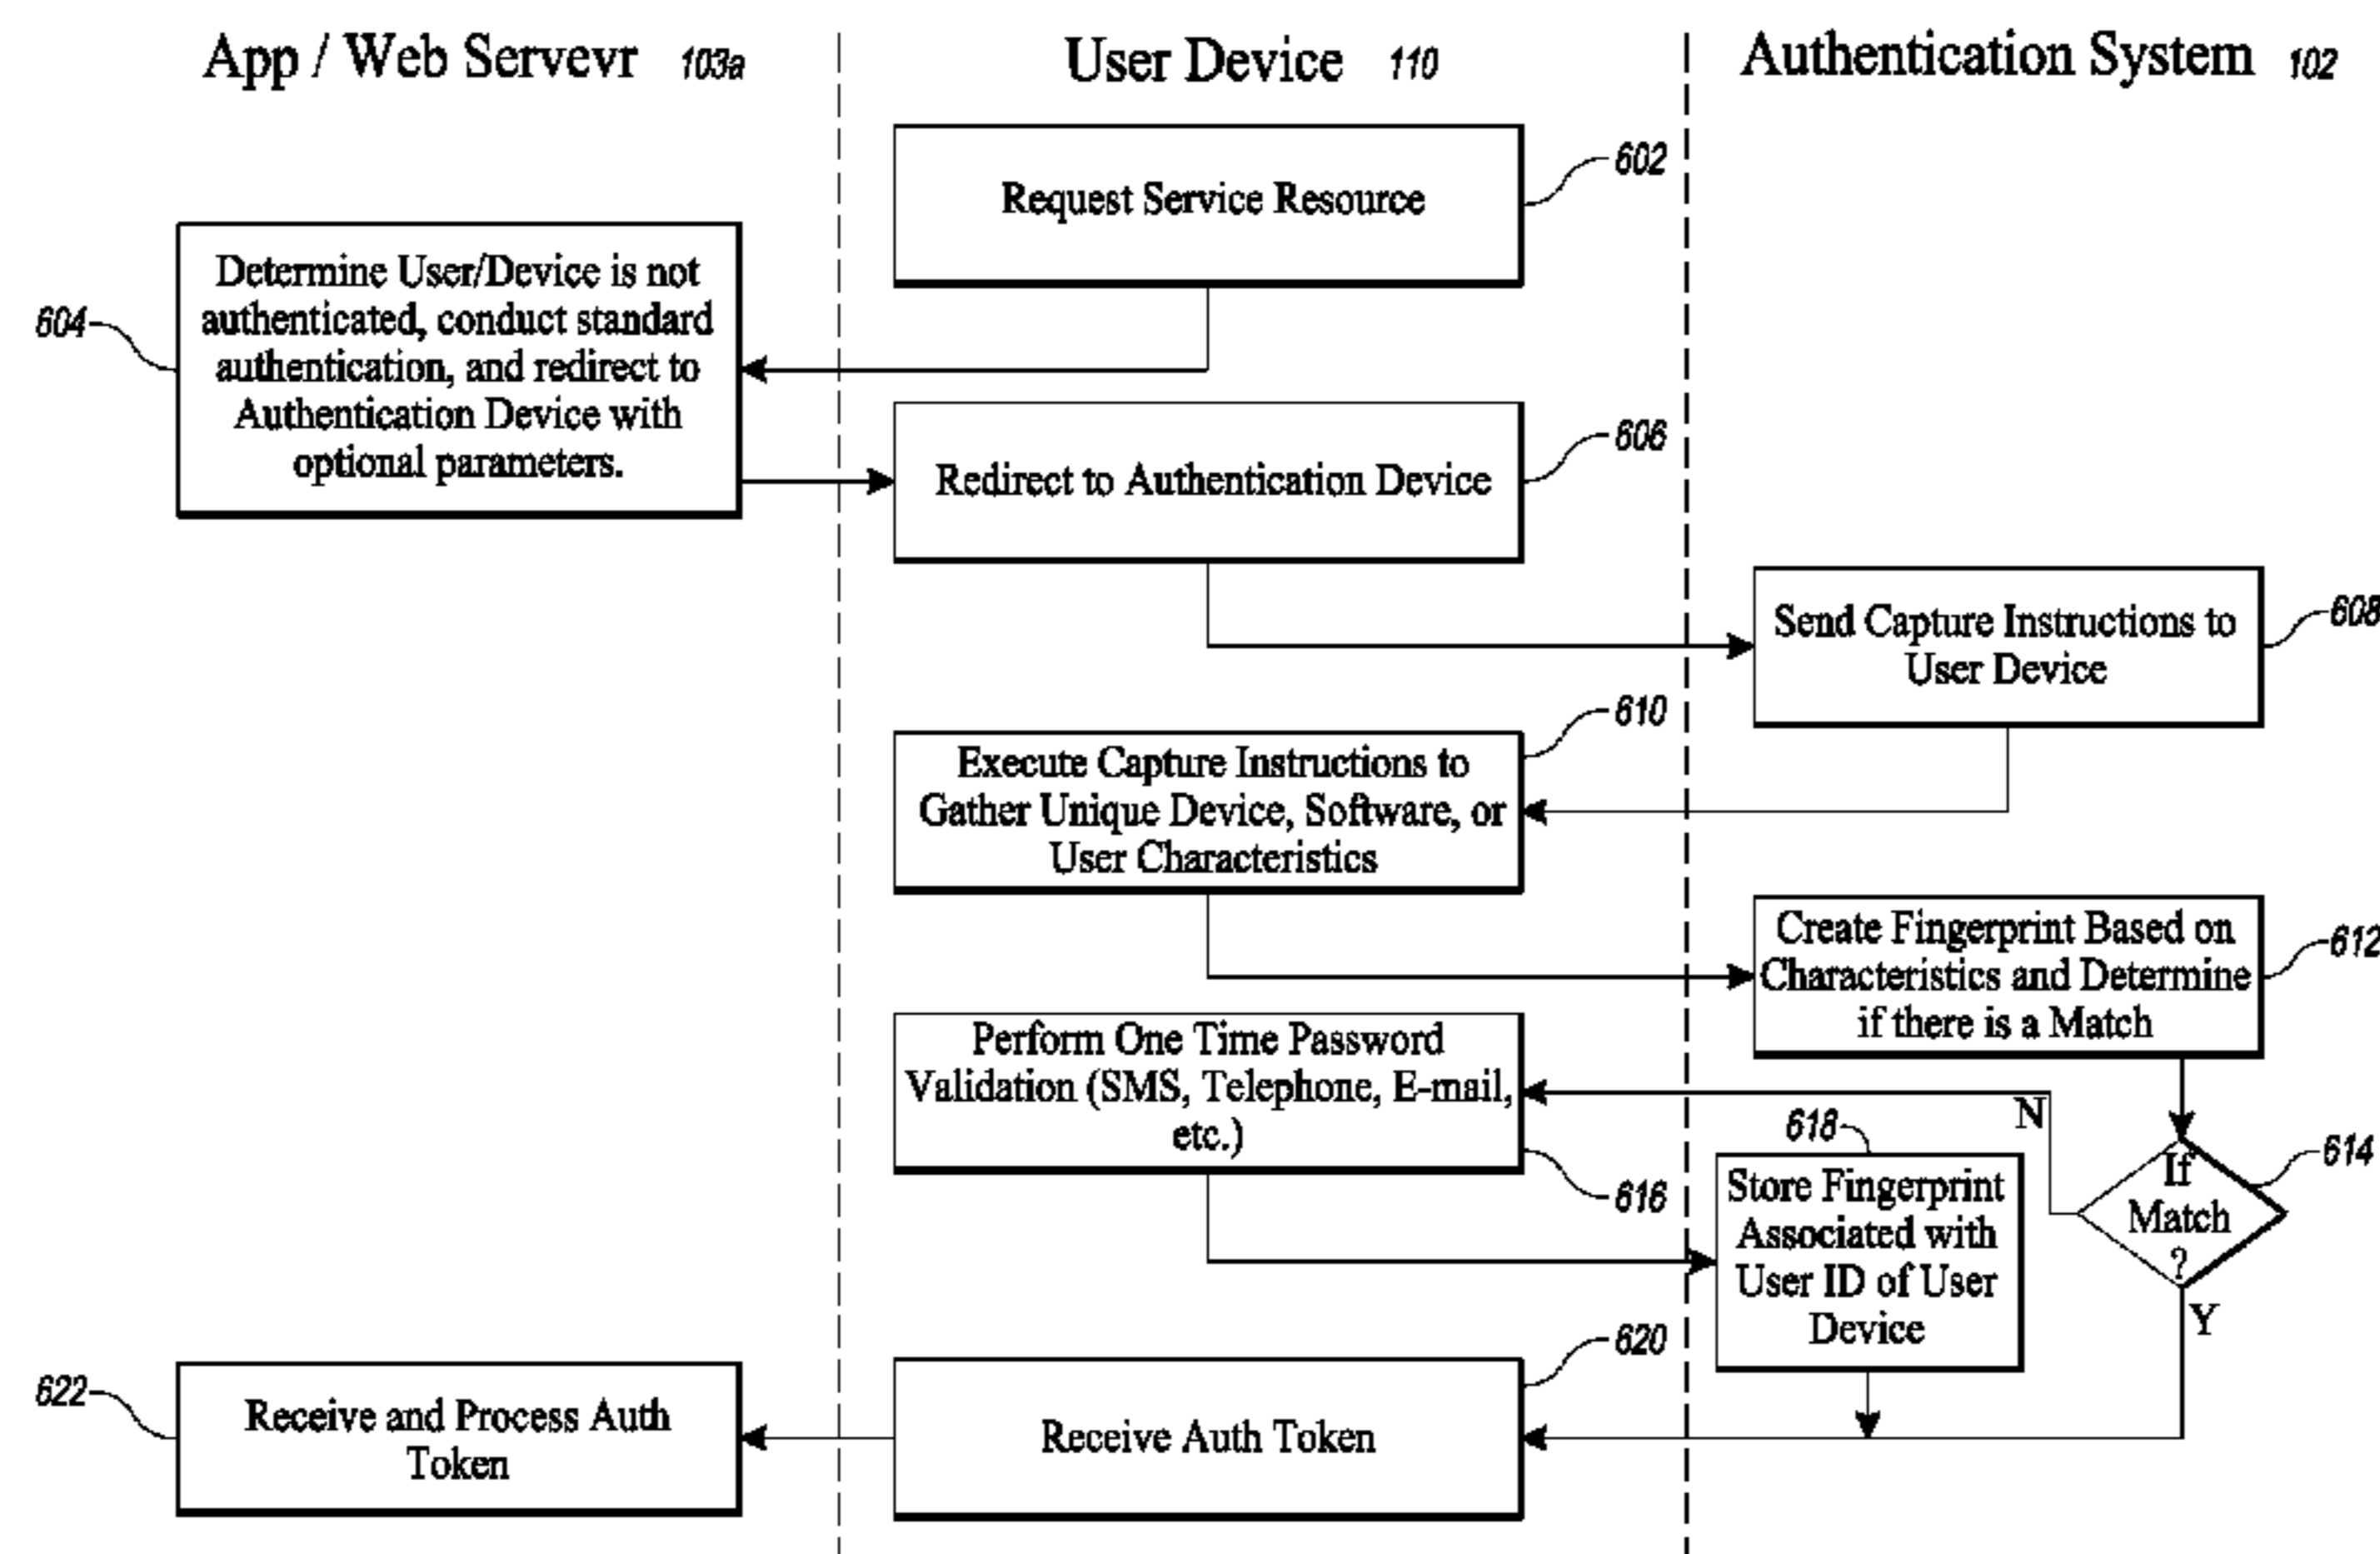 App / Web Servevr 103a
User Device 110
Authentication System 102
Request Service Resource
602
Determine User/Device is not
authenticated, conduct standard
authentication, and redirect to
Authentication Device with
optional parameters.
604
Redirect to Authentication Device
606
Send Capture Instructions to
User Device
608
Execute Capture Instructions to
Gather Unique Device, Software, or
User Characteristics
610
Create Fingerprint Based on
Characteristics and Determine
if there is a Match
612
Perform One Time Password
Validation (SMS, Telephone, E-mail,
etc.)
616
N
If
Match
?
614
Y
618
Store Fingerprint
Associated with
User ID of User
Device
Receive Auth Token
620
Receive and Process Auth
Token
622